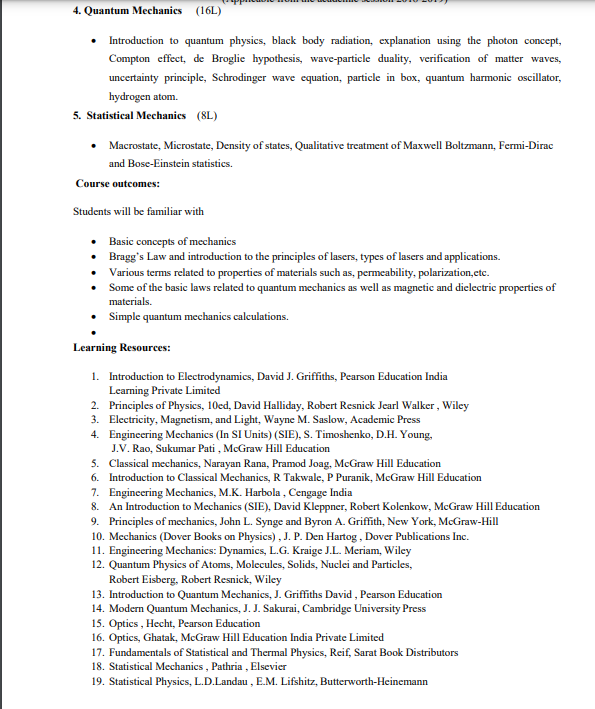 (Applicable from the academic session 2018-2019)
4. Quantum Mechanics (16L)
• Introduction to quantum physics, black body radiation, explanation using the photon concept,
Compton effect, de Broglie hypothesis, wave-particle duality, verification of matter waves,
uncertainty principle, Schrodinger wave equation, particle in box, quantum harmonic oscillator,
hydrogen atom.
5. Statistical Mechanics (8L)
• Macrostate, Microstate, Density of states, Qualitative treatment of Maxwell Boltzmann, Fermi-Dirac
and Bose-Einstein statistics.
Course outcomes:
Students will be familiar with
• Basic concepts of mechanics
• Bragg's Law and introduction to the principles of lasers, types of lasers and applications.
• Various terms related to properties of materials such as, permeability, polarization,etc.
• Some of the basic laws related to quantum mechanics as well as magnetic and dielectric properties of
materials.
• Simple quantum mechanics calculations.
•
Learning Resources:
1. Introduction to Electrodynamics, David J. Griffiths, Pearson Education India
Learning Private Limited
2. Principles of Physics, 10ed, David Halliday, Robert Resnick Jearl Walker , Wiley
3. Electricity, Magnetism, and Light, Wayne M. Saslow, Academic Press
4. Engineering Mechanics (In SI Units) (SIE), S. Timoshenko, D.H. Young,
J.V. Rao, Sukumar Pati , McGraw Hill Education
5. Classical mechanics, Narayan Rana, Pramod Joag, McGraw Hill Education
6. Introduction to Classical Mechanics, R Takwale, P Puranik, McGraw Hill Education
7. Engineering Mechanics, M.K. Harbola , Cengage India
8. An Introduction to Mechanics (SIE), David Kleppner, Robert Kolenkow, McGraw Hill Education
9. Principles of mechanics, John L. Synge and Byron A. Griffith, New York, McGraw-Hill
10. Mechanics (Dover Books on Physics) , J. P. Den Hartog , Dover Publications Inc.
11. Engineering Mechanics: Dynamics, L.G. Kraige J.L. Meriam, Wiley
12. Quantum Physics of Atoms, Molecules, Solids, Nuclei and Particles,
Robert Eisberg, Robert Resnick, Wiley
13. Introduction to Quantum Mechanics, J. Griffiths David , Pearson Education
14. Modern Quantum Mechanics, J. J. Sakurai, Cambridge University Press
15. Optics , Hecht, Pearson Education
16. Optics, Ghatak, McGraw Hill Education India Private Limited
17. Fundamentals of Statistical and Thermal Physics, Reif, Sarat Book Distributors
18. Statistical Mechanics , Pathria , Elsevier
19. Statistical Physics, L.D.Landau , E.M. Lifshitz, Butterworth-Heinemann